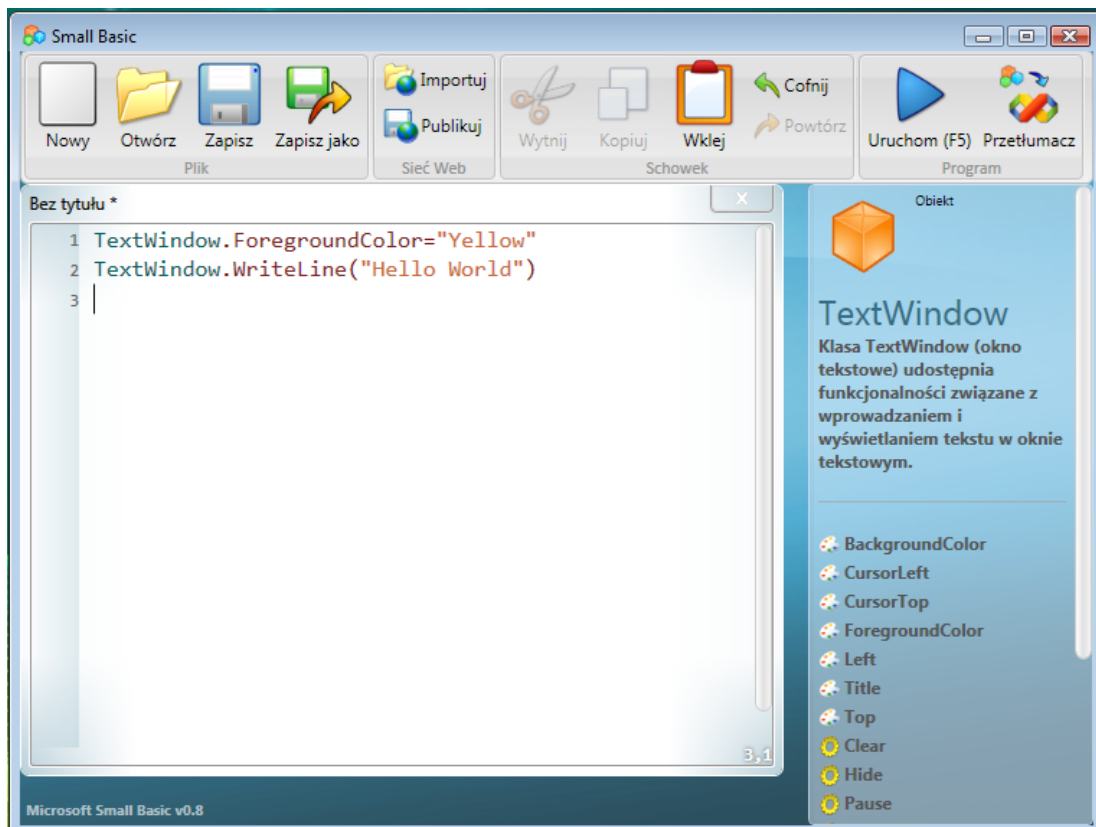 Small Basic
Nowy
Otwórz
Zapisz
Zapisz jako
Plik
Importuj
Publikuj
Sieć Web
Wytnij
Kopiuj
Wklej
Cofnij
Powtórz
Schowek
Uruchom (F5)
Przetłumacz
Program
Bez tytułu *
1 TextWindow.ForegroundColor="Yellow"
2 TextWindow.WriteLine("Hello World")
3
3,1
Microsoft Small Basic v0.8
Obiekt
TextWindow
Klasa TextWindow (okno
tekstowe) udostępnia
funkcjonalności związane z
wprowadzaniem i
wyświetlaniem tekstu w oknie
tekstowym.
BackgroundColor
CursorLeft
CursorTop
ForegroundColor
Left
Title
Top
Clear
Hide
Pause